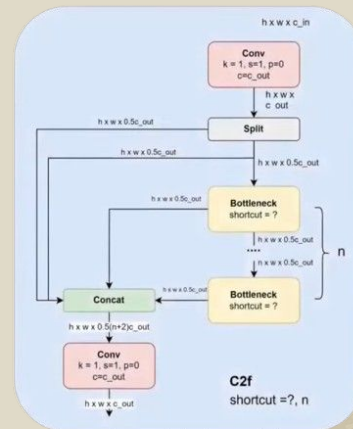 h x w x c_in
Conv
k = 1, s=1, p=0
c=c_out
h x w x
c_out
Split
h x w x 0.5c_out
h x w x 0.5c_out
h x w x 0.5c_out
Bottleneck
shortcut = ?
h x w x 0.5c_out
h x w x 0.5c_out
....
h x w x 0.5c_out
n
Bottleneck
shortcut = ?
h x w x 0.5c_out
Concat
h x w x 0.5(n+2)c_out
Conv
k = 1, s=1, p=0
c=c_out
h x w x c_out
C2f
shortcut =?, n